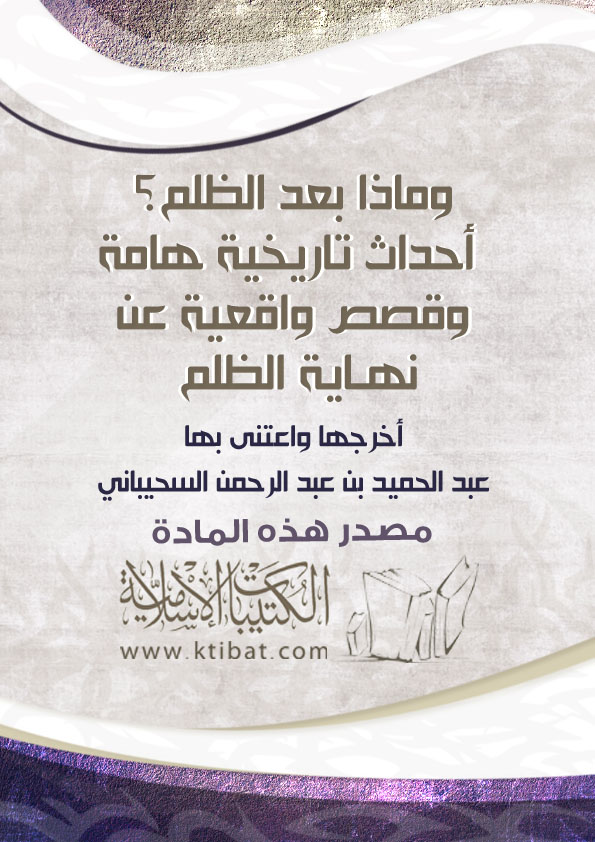 وماذا بعد الظلم؟
أحداث تاريخية هامة
وقصص واقعية عن
نهاية الظلم
أخرجها واعتنى بها
عبد الحميد بن عبد الرحمن السحيباني
مصدر هذه المادة
الكتيبات الإسلامية
www.ktibat.com